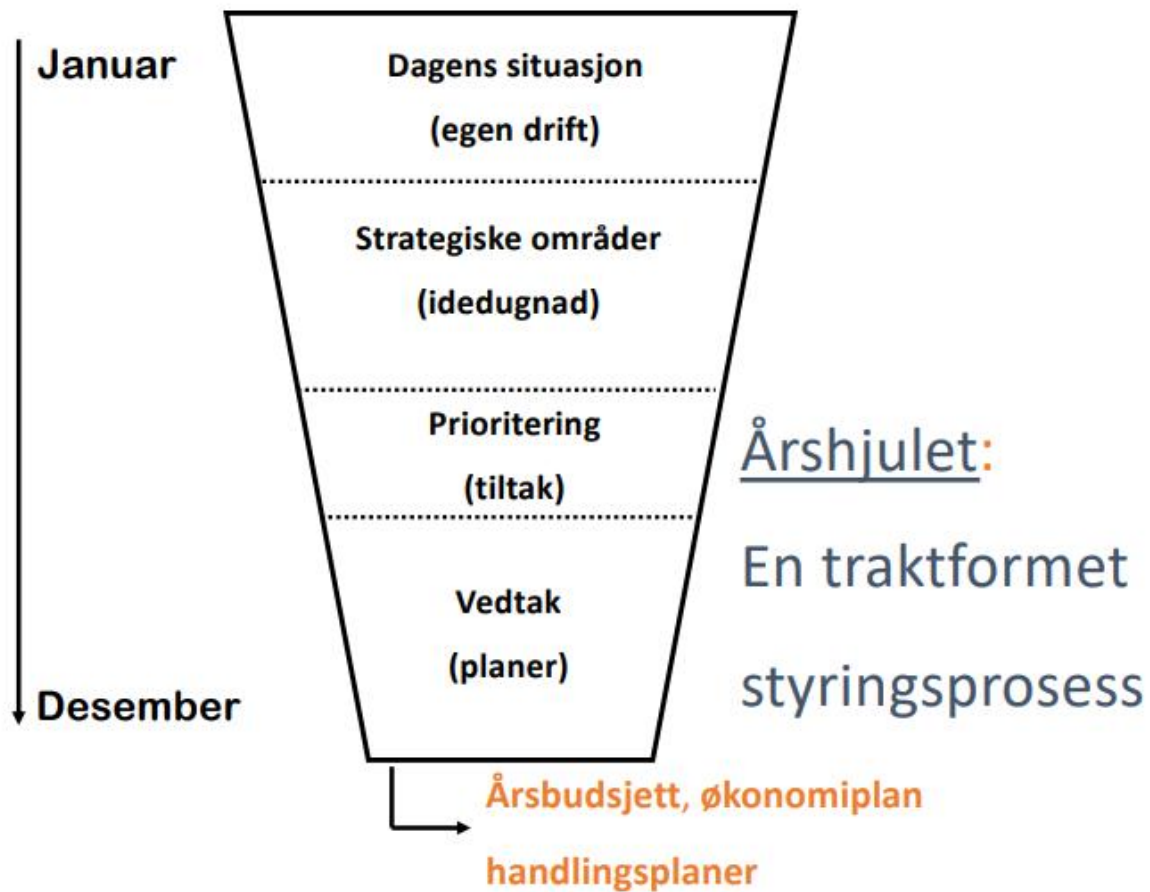 Januar
Dagens situasjon
(egen drift)
Strategiske områder
(idedugnad)
Prioritering
(tiltak)
Årshjulet:
En traktformet
styringsprosess
Vedtak
(planer)
Desember
Årsbudsjett, økonomiplan
handlingsplaner